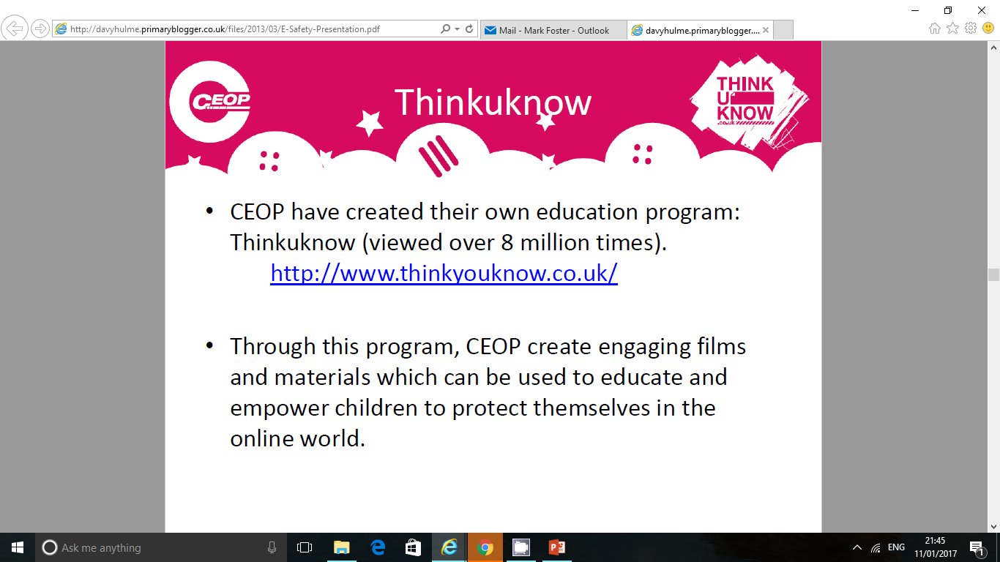 http://davyhulme.primaryblogger.co.uk/files/2013/03/E-Safety-Presentation.pdf
Mail - Mark Foster - Outlook
davyhulme.primaryblogger....
CEOP
Thinkuknow
THINK
U
KNOW
.co.uk
• CEOP have created their own education program:
Thinkuknow (viewed over 8 million times).
http://www.thinkyouknow.co.uk/
• Through this program, CEOP create engaging films
and materials which can be used to educate and
empower children to protect themselves in the
online world.
Ask me anything
ENG
21:45
11/01/2017
1